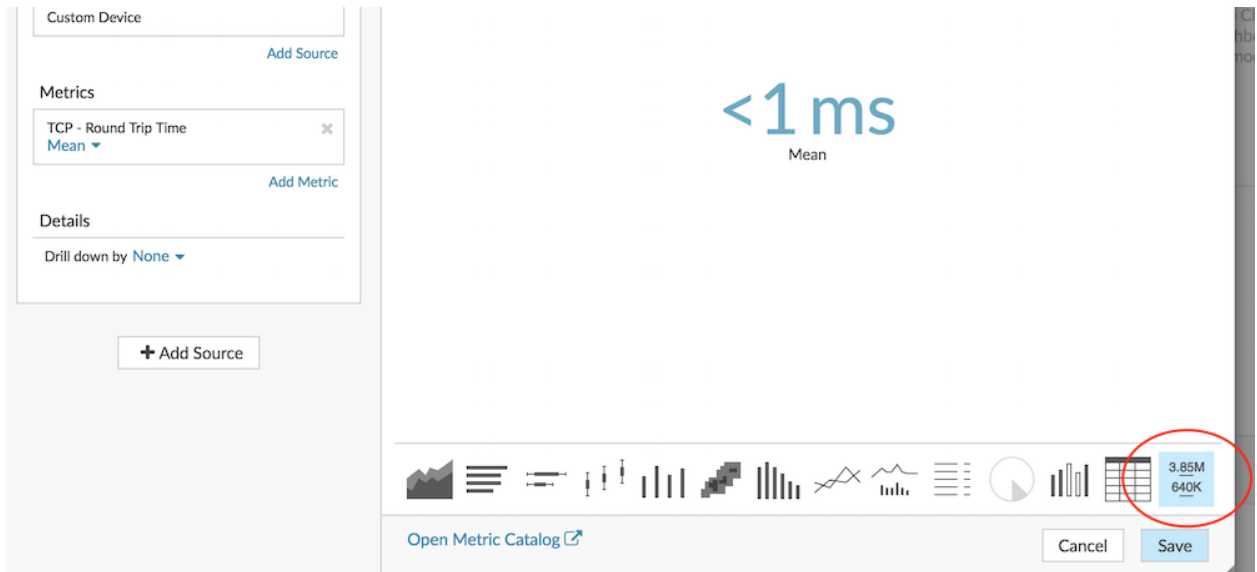 Custom Device
Add Source
Metrics
TCP - Round Trip Time
Mean
Add Metric
Details
Drill down by None
+ Add Source
<1 ms
Mean
3.85M
640K
Open Metric Catalog
Cancel
Save